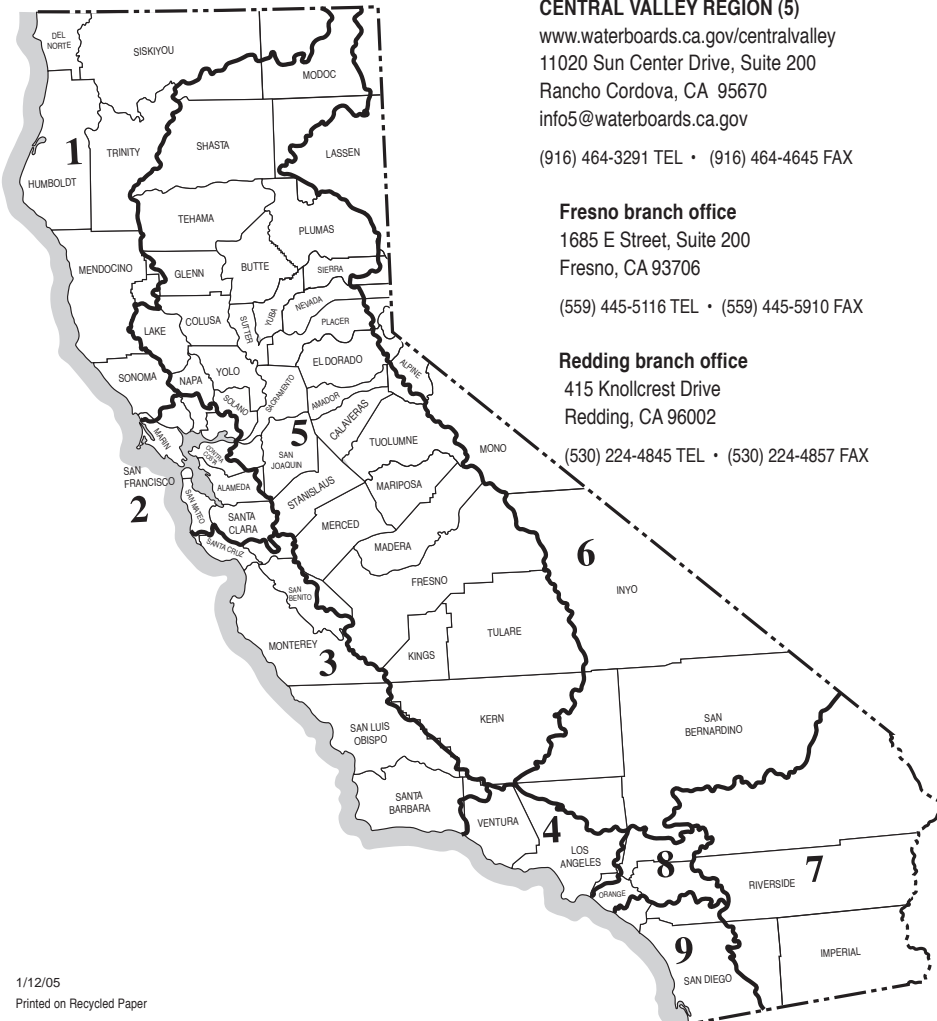 CENTRAL VALLEY REGION (5)
www.waterboards.ca.gov/centralvalley
11020 Sun Center Drive, Suite 200
Rancho Cordova, CA  95670
info5@waterboards.ca.gov
(916) 464-3291 TEL •   (916) 464-4645 FAX
Fresno branch office
1685 E Street, Suite 200
Fresno, CA 93706
(559) 445-5116 TEL  •  (559) 445-5910 FAX
Redding branch office
415 Knollcrest Drive
Redding, CA 96002
(530) 224-4845 TEL  •  (530) 224-4857 FAX
DEL
NORTE
SISKIYOU
MODOC
1
TRINITY
SHASTA
LASSEN
HUMBOLDT
TEHAMA
PLUMAS
MENDOCINO
GLENN
BUTTE
SIERRA
LAKE
COLUSA
SUTTER
YUBA
NEVADA
PLACER
SONOMA
NAPA
YOLO
EL DORADO
ALPINE
SOLANO
SACRAMENTO
AMADOR
CALAVERAS
MARIN
5
TUOLUMNE
MONO
CONTRA
COSTA
SAN
JOAQUIN
SAN
FRANCISCO
ALAMEDA
STANISLAUS
MARIPOSA
2
SAN MATEO
SANTA
CLARA
MERCED
SANTA CRUZ
MADERA
6
FRESNO
INYO
SAN
BENITO
TULARE
MONTEREY
3
KINGS
SAN LUIS
OBISPO
KERN
SAN
BERNARDINO
SANTA
BARBARA
VENTURA
4
LOS
ANGELES
8
7
RIVERSIDE
ORANGE
9
SAN DIEGO
IMPERIAL
1/12/05
Printed on Recycled Paper